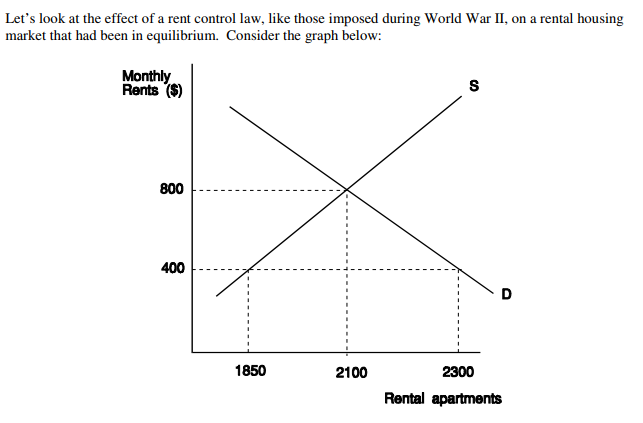 Let's look at the effect of a rent control law, like those imposed during World War II, on a rental housing
market that had been in equilibrium.  Consider the graph below:
Monthly
Rents ($)
S
800
400
D
1850
2100
2300
Rental apartments